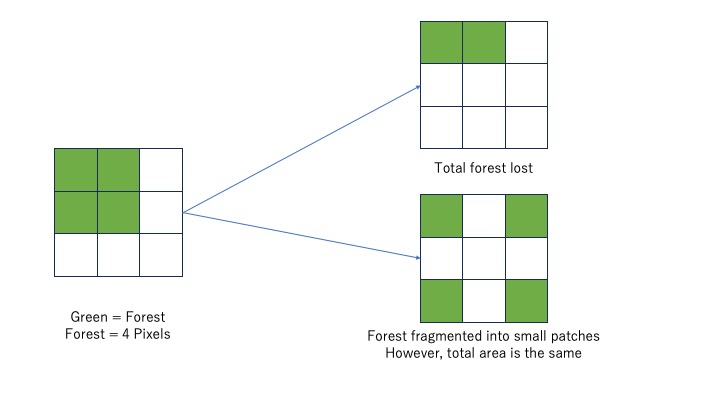 Total forest lost
Green = Forest
Forest = 4 Pixels
Forest fragmented into small patches
However, total area is the same